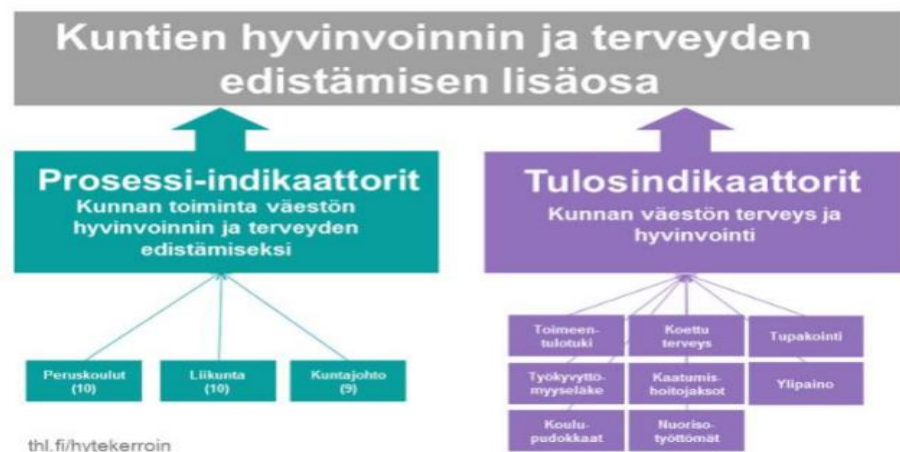 Kuntien hyvinvoinnin ja terveyden
edistämisen lisäosa
Prosessi-indikaattorit
Kunnan toiminta väestön
hyvinvoinnin ja terveyden
edistämiseksi
Tulosindikaattorit
Kunnan väestön terveys ja
hyvinvointi
Peruskoulut
(10)
Liikunta
(10)
Kuntajohto
(9)
Toimeen-
tulotuki
Koettu
terveys
Tupakointi
Työkyvyttö-
myyseläke
Kaatumis-
hoitojaksot
Ylipaino
Koulu-
pudokkaat
Nuoriso-
työttömät
thl.fi/hytekerroin